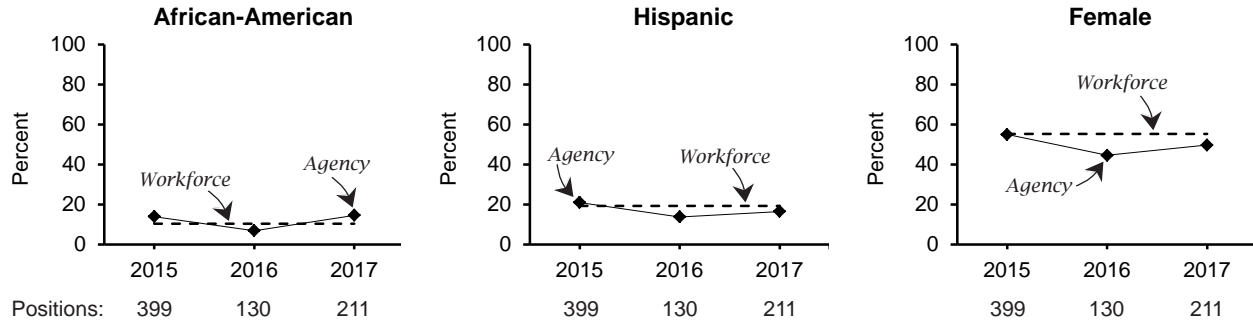 African-American
100
80
60
40
20
0
Percent
Workforce
Agency
2015 2016 2017
Positions: 399 130 211
Hispanic
100
80
60
40
20
0
Percent
Agency
Workforce
2015 2016 2017
399 130 211
Female
100
80
60
40
20
0
Percent
Workforce
Agency
2015 2016 2017
399 130 211